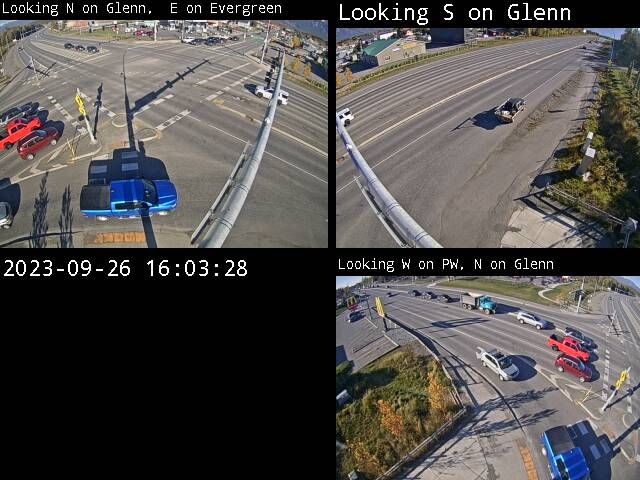 Looking N on Glenn, E on Evergreen
Looking S on Glenn
2023-09-26 16:03:28
Looking W on PW, N on Glenn